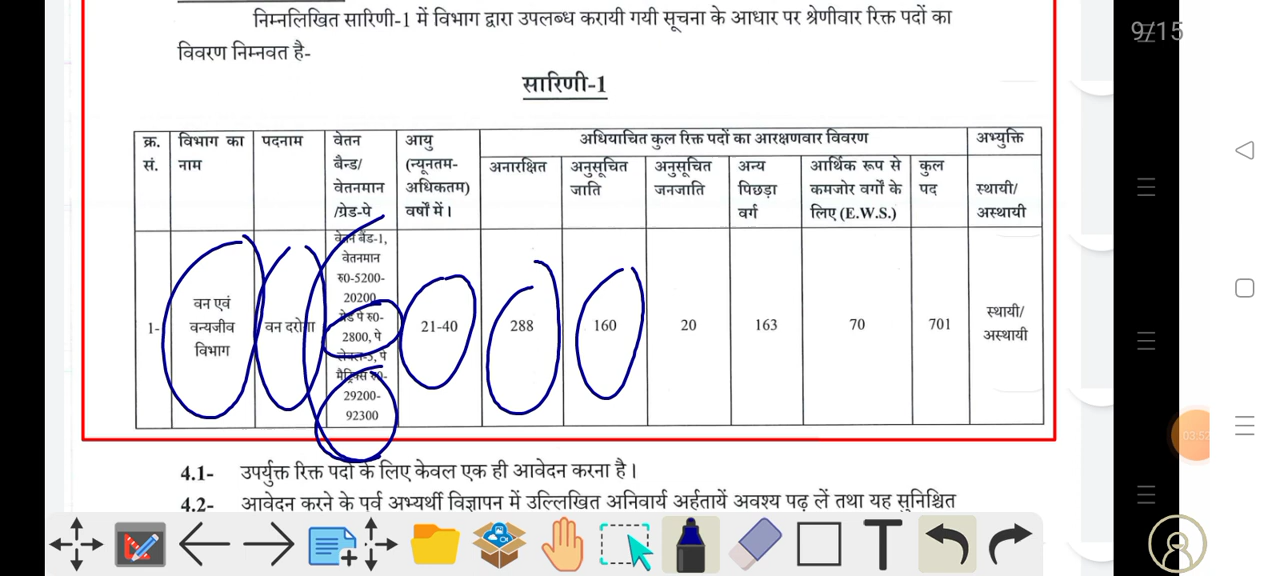 निम्नलिखित सारिणी-1 में विभाग द्वारा उपलब्ध करायी गयी सूचना के आधार पर श्रेणीवार रिक्त पदों का
विवरण निम्नवत है-
सारिणी-1
क्र. सं.
विभाग का नाम
पदनाम
वेतन बैन्ड/ वेतनमान /ग्रेड-पे
आयु (न्यूनतम- अधिकतम) वर्षों में।
अधियाचित कुल रिक्त पदों का आरक्षणवार विवरण
अभ्युक्ति
अनारक्षित
अनुसूचित जाति
अनुसूचित जनजाति
अन्य पिछड़ा वर्ग
आर्थिक रूप से कमजोर वर्गों के लिए (E.W.S.)
कुल पद
स्थायी/ अस्थायी
1-
वन एवं वन्यजीव विभाग
वन दरोगा
वेतन बैंड-1,
वेतनमान
रु0-5200-
20200
ग्रेड पे रु0-
2800, पे
लेवल-5, पे
मैट्रिक्स रु0-
29200-
92300
21-40
288
160
20
163
70
701
स्थायी/ अस्थायी
4.1- उपर्युक्त रिक्त पदों के लिए केवल एक ही आवेदन करना है।
4.2- आवेदन करने के पूर्व अभ्यर्थी विज्ञापन में उल्लिखित अनिवार्य अर्हतायें अवश्य पढ़ लें तथा यह सुनिश्चित
9/15
T